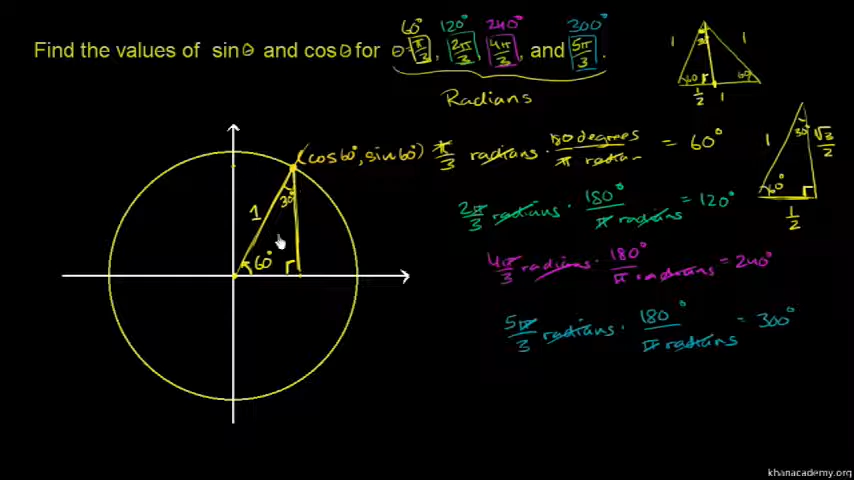 60° 120° 240° 300°
Find the values of sinθ and cosθ for θ= π/3, 2π/3, 4π/3, and 5π/3.
Radians
1 1
30°
60 60°
1/2 1
(cos60°, sin60°)
π/3 radians · 180 degrees/π radian = 60°
1 30° √3/2
60°
1/2
1 30°
60°
2π/3 radians · 180°/π radians = 120°
4π/3 radians · 180°/π radians = 240°
5π/3 radians · 180°/π radians = 300°
khanacademy.org